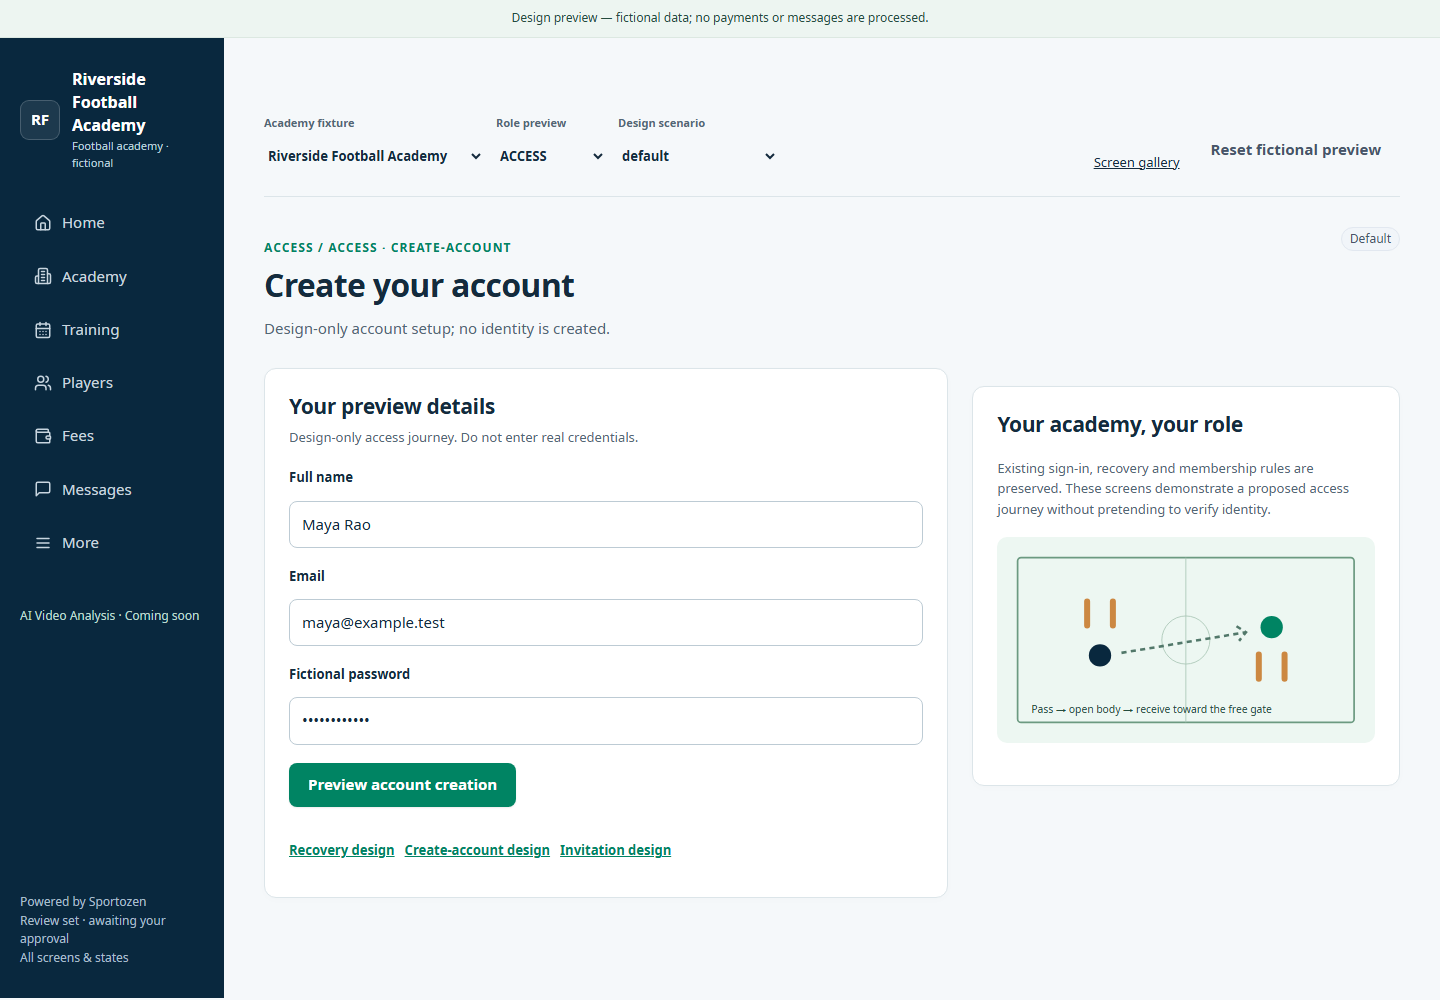 Design preview — fictional data; no payments or messages are processed.
RF
Riverside
Football
Academy
Football academy ·
fictional
Home
Academy
Training
Players
Fees
Messages
More
AI Video Analysis · Coming soon
Powered by Sportozen
Review set · awaiting your
approval
All screens & states
Academy fixture
Role preview
Design scenario
Riverside Football Academy
ACCESS
default
Screen gallery
Reset fictional preview
ACCESS / ACCESS · CREATE-ACCOUNT
Default
Create your account
Design-only account setup; no identity is created.
Your preview details
Design-only access journey. Do not enter real credentials.
Full name
Maya Rao
Email
maya@example.test
Fictional password
••••••••••••
Preview account creation
Recovery design Create-account design Invitation design
Your academy, your role
Existing sign-in, recovery and membership rules are
preserved. These screens demonstrate a proposed access
journey without pretending to verify identity.
Pass → open body → receive toward the free gate